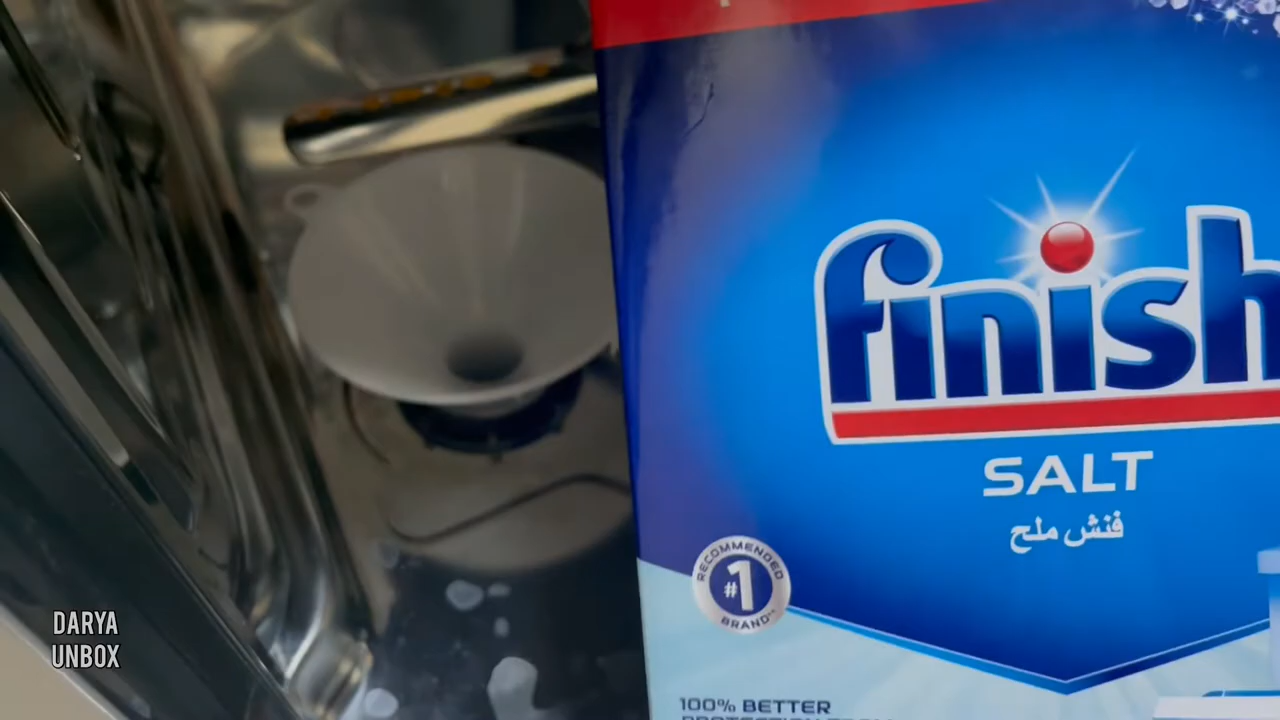 finish
SALT
فنش ملح
RECOMMENDED
#1
BRAND
100% BETTER
DARYA
UNBOX